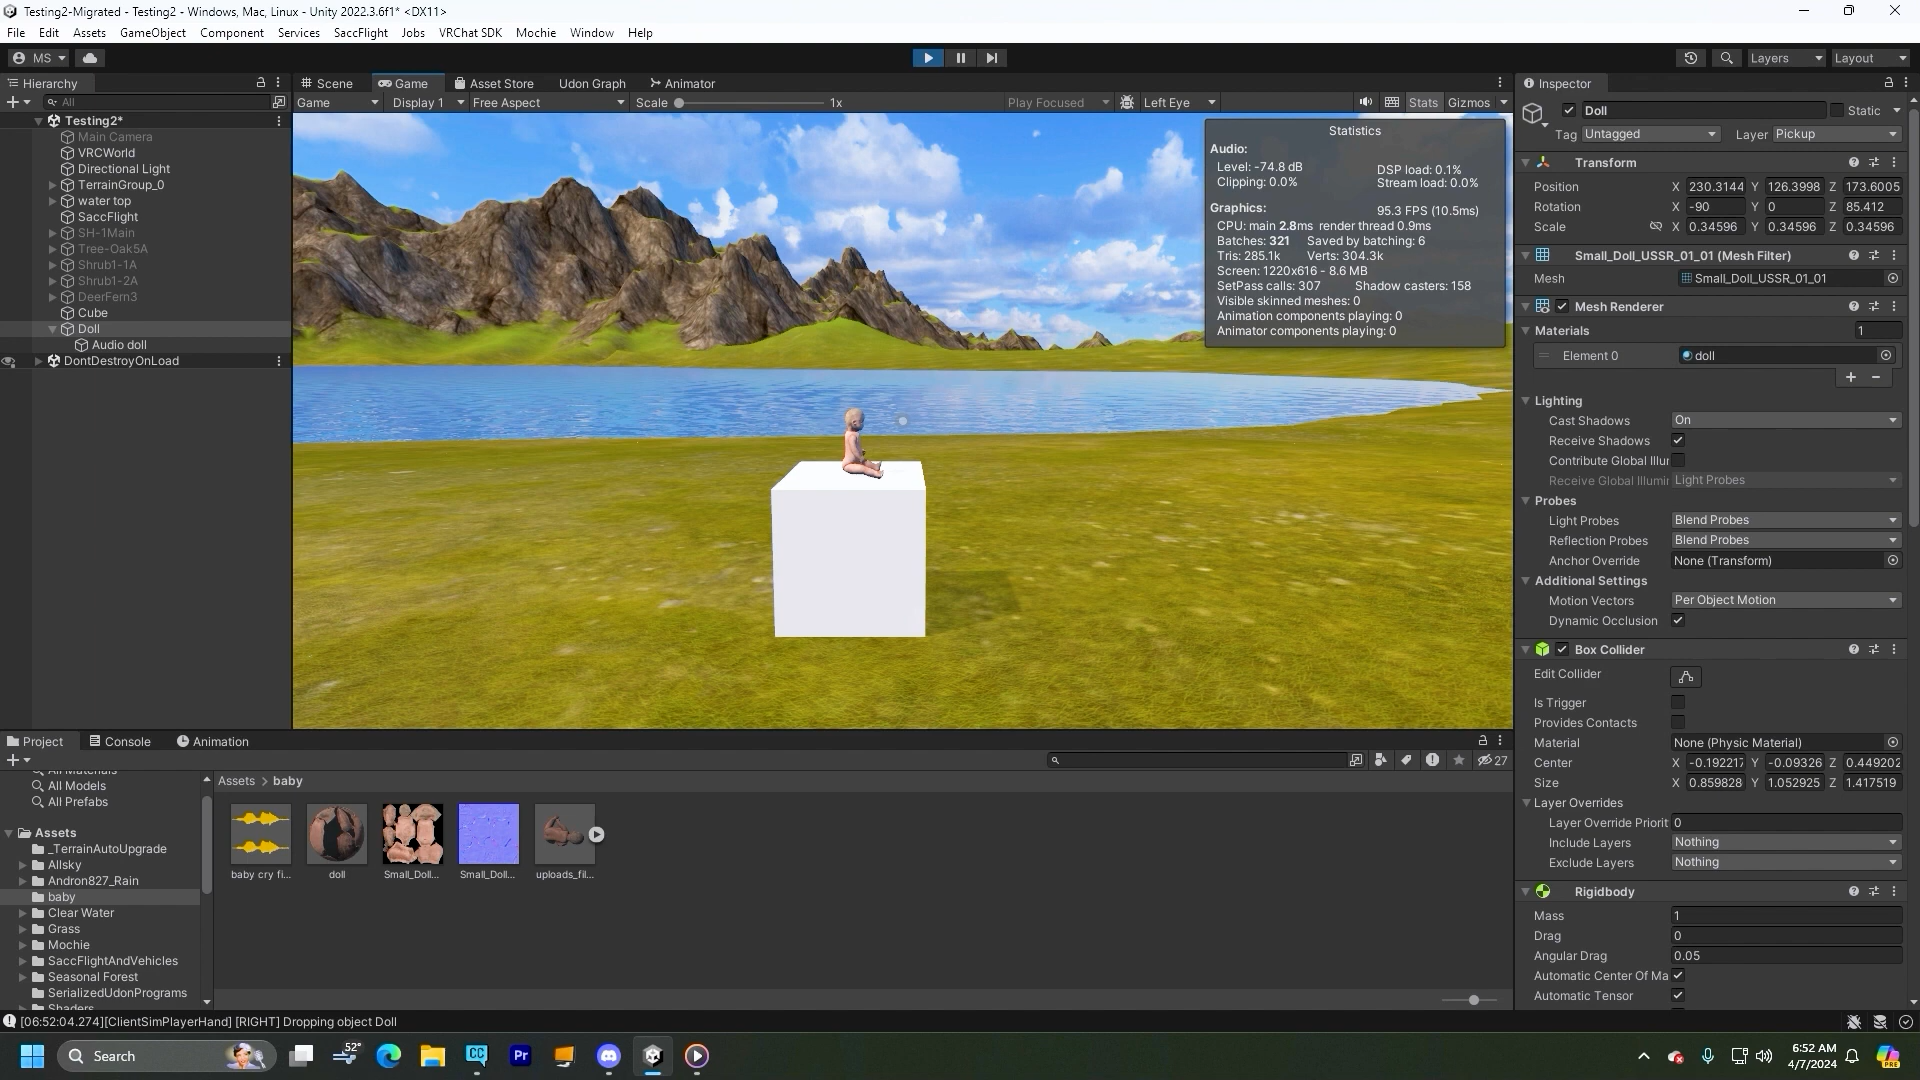 Testing2-Migrated - Testing2 - Windows, Mac, Linux - Unity 2022.3.6f1* <DX11>
File Edit Assets GameObject Component Services SaccFlight Jobs VRChat SDK Mochie Window Help
MS Layers Layout
Hierarchy
All
Testing2*
Main Camera
VRCWorld
Directional Light
TerrainGroup_0
water top
SaccFlight
SH-1Main
Tree-Oak5A
Shrub1-1A
Shrub1-2A
DeerFern3
Cube
Doll
Audio doll
DontDestroyOnLoad
Scene Game Asset Store Udon Graph Animator
Game Display 1 Free Aspect Scale 1x Play Focused Left Eye Stats Gizmos
Statistics
Audio:
Level: -74.8 dB DSP load: 0.1%
Clipping: 0.0% Stream load: 0.0%
Graphics: 95.3 FPS (10.5ms)
CPU: main 2.8ms render thread 0.9ms
Batches: 321 Saved by batching: 6
Tris: 285.1k Verts: 304.3k
Screen: 1220x616 - 8.6 MB
SetPass calls: 307 Shadow casters: 158
Visible skinned meshes: 0
Animation components playing: 0
Animator components playing: 0
Inspector
Doll Static
Tag Untagged Layer Pickup
Transform
Position X 230.3144 Y 126.3998 Z 173.6005
Rotation X -90 Y 0 Z 85.412
Scale X 0.34596 Y 0.34596 Z 0.34596
Small_Doll_USSR_01_01 (Mesh Filter)
Mesh Small_Doll_USSR_01_01
Mesh Renderer
Materials 1
Element 0 doll
Lighting
Cast Shadows On
Receive Shadows
Contribute Global Illur
Receive Global Illumir Light Probes
Probes
Light Probes Blend Probes
Reflection Probes Blend Probes
Anchor Override None (Transform)
Additional Settings
Motion Vectors Per Object Motion
Dynamic Occlusion
Box Collider
Edit Collider
Is Trigger
Provides Contacts
Material None (Physic Material)
Center X -0.192217 Y -0.09326 Z 0.449202
Size X 0.859828 Y 1.052925 Z 1.417519
Layer Overrides
Layer Override Priorit 0
Include Layers Nothing
Exclude Layers Nothing
Rigidbody
Mass 1
Drag 0
Angular Drag 0.05
Automatic Center Of Ma
Automatic Tensor
Project Console Animation
27
All Materials
All Models
All Prefabs
Assets
_TerrainAutoUpgrade
Allsky
Andron827_Rain
baby
Clear Water
Grass
Mochie
SaccFlightAndVehicles
Seasonal Forest
SerializedUdonPrograms
Shaders
Assets > baby
baby cry fi... doll Small_Doll... Small_Doll... uploads_fil...
[06:52:04.274][ClientSimPlayerHand] [RIGHT] Dropping object Doll
Search
52°
CC
Pr
6:52 AM
4/7/2024
PRE